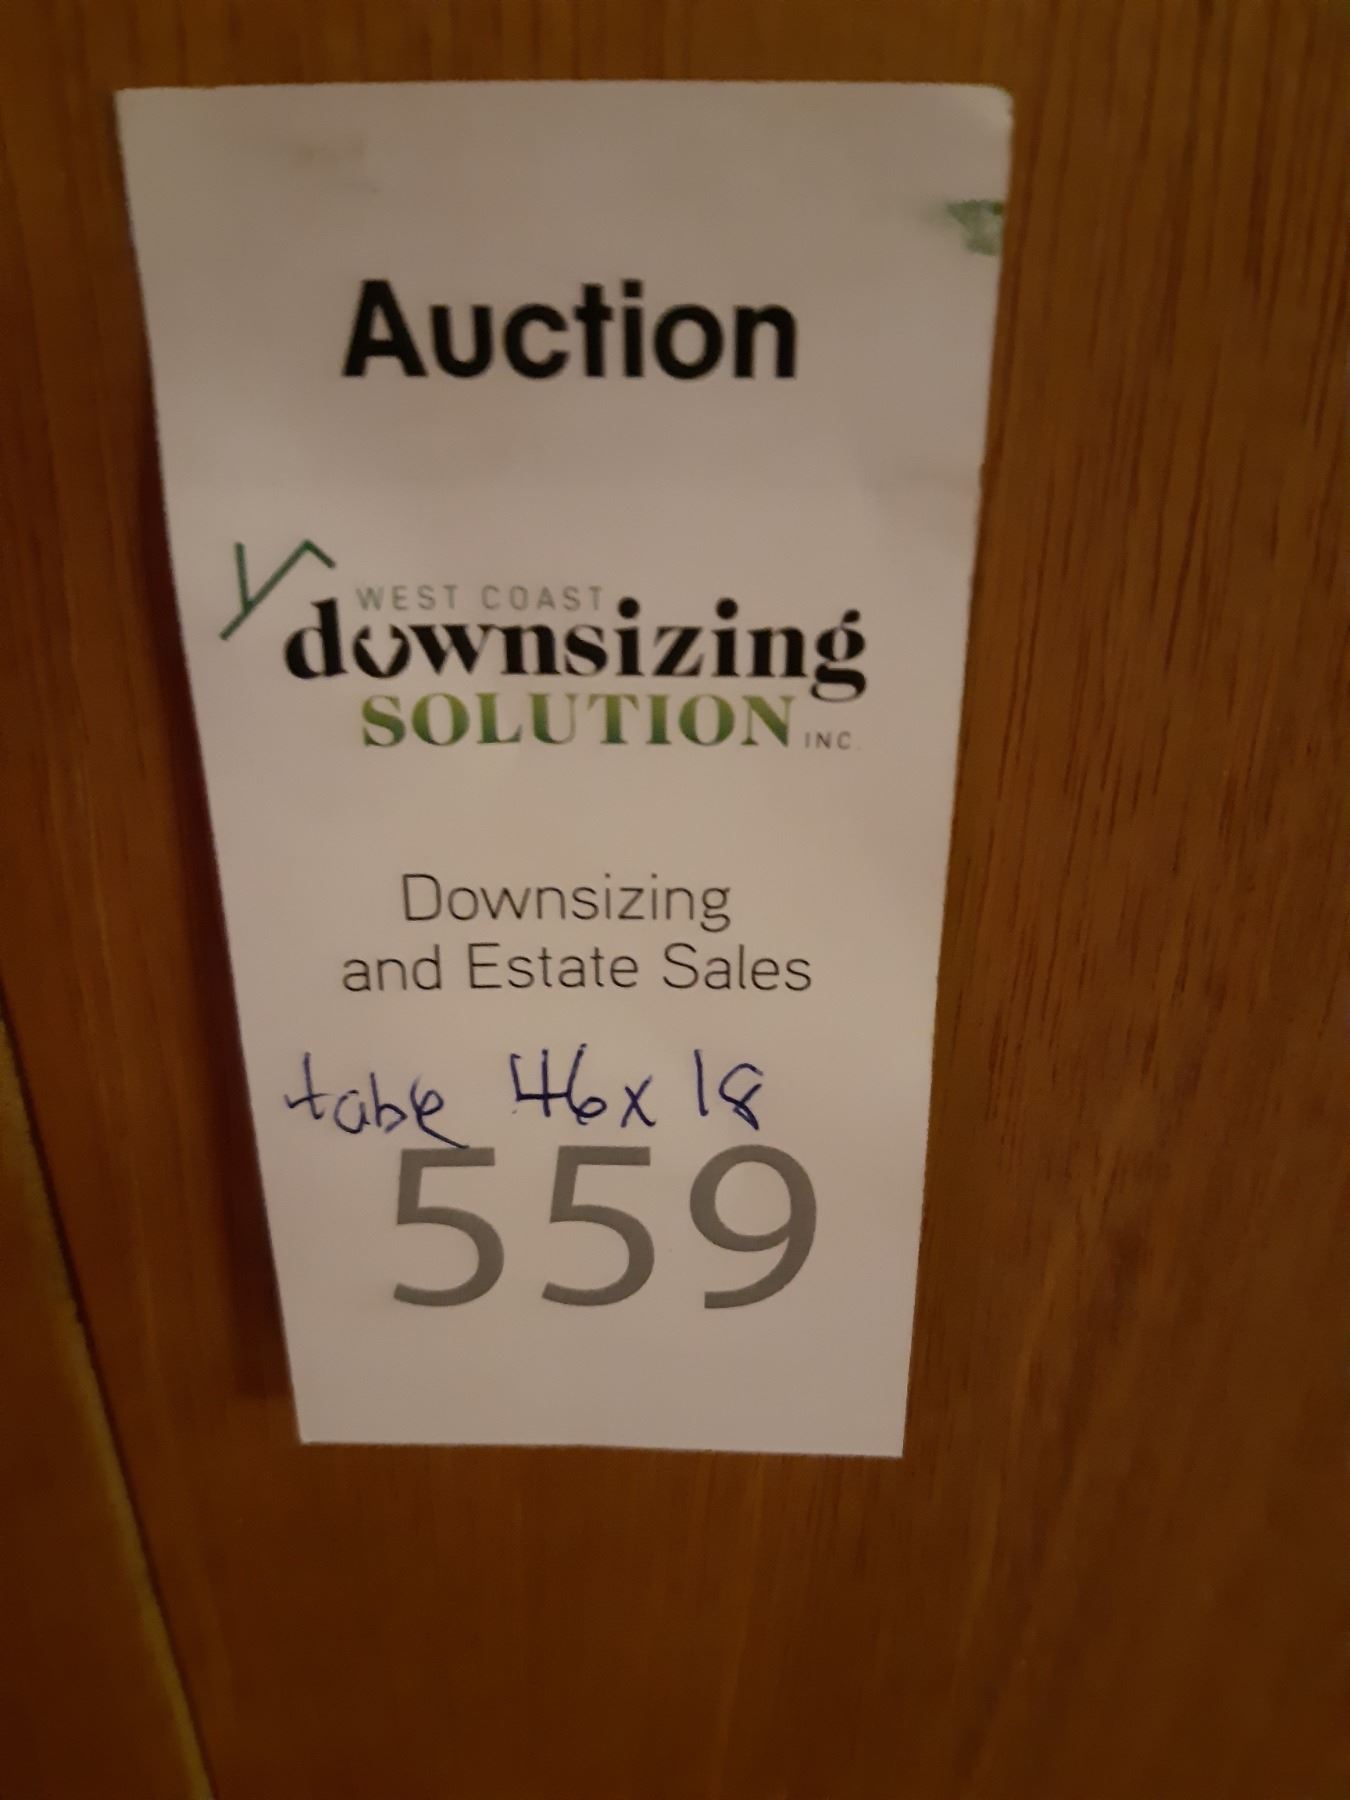 Auction
WEST COAST
downsizing
SOLUTION INC.
Downsizing
and Estate Sales
table 46x18
559